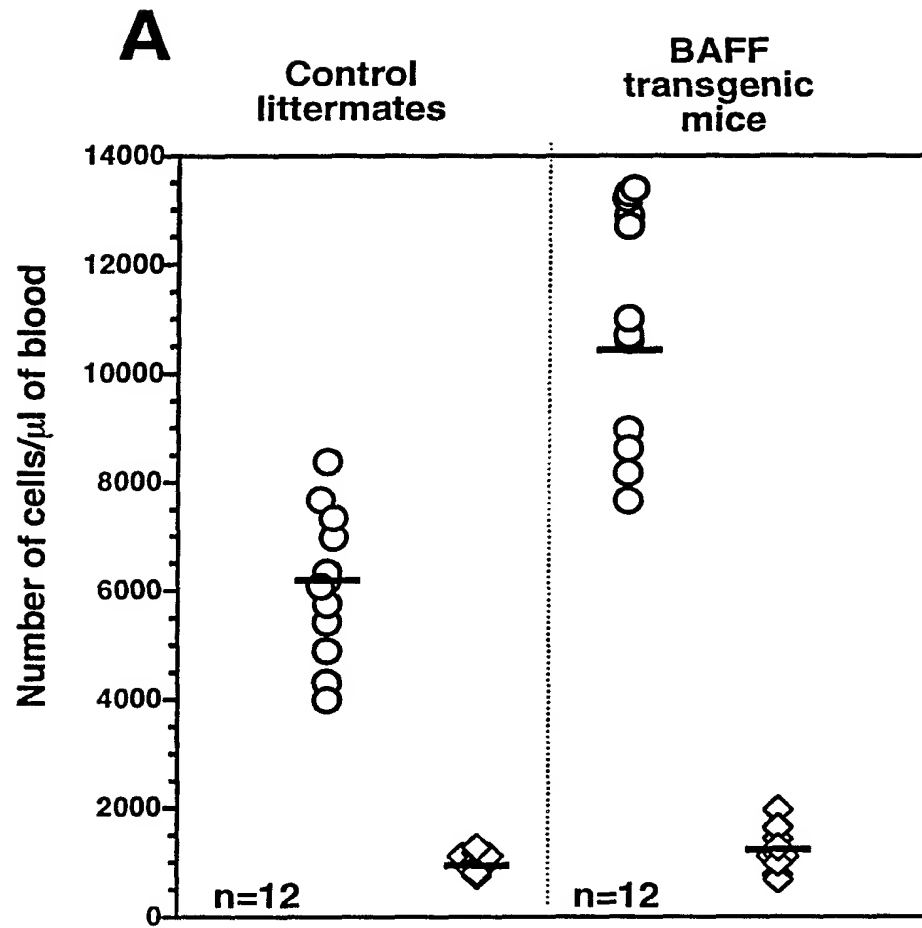 A
Control
littermates
BAFF
transgenic
mice
Number of cells/µl of blood
14000
12000
10000
8000
6000
4000
2000
0
n=12
n=12